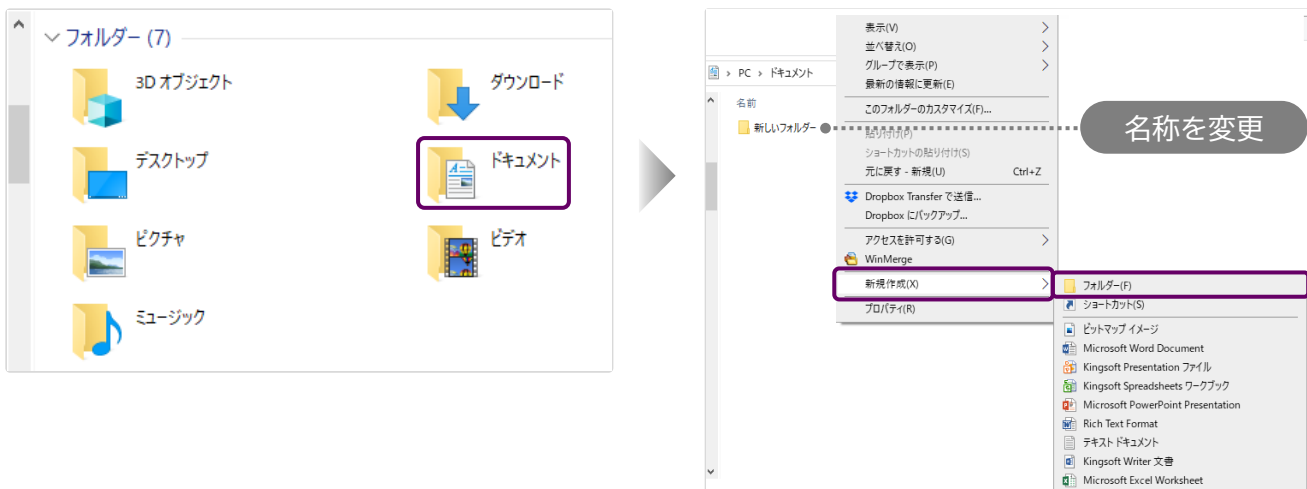 フォルダー (7)
3D オブジェクト
ダウンロード
デスクトップ
ドキュメント
ピクチャ
ビデオ
ミュージック
PC › ドキュメント
名前
新しいフォルダー
名称を変更
表示(V)
並べ替え(O)
グループで表示(P)
最新の情報に更新(E)
このフォルダーのカスタマイズ(F)...
貼り付け(P)
ショートカットの貼り付け(S)
元に戻す - 新規(U) Ctrl+Z
Dropbox Transfer で送信...
Dropbox にバックアップ...
アクセスを許可する(G)
WinMerge
新規作成(X)
プロパティ(R)
フォルダー(F)
ショートカット(S)
ビットマップ イメージ
Microsoft Word Document
Kingsoft Presentation ファイル
Kingsoft Spreadsheets ワークブック
Microsoft PowerPoint Presentation
Rich Text Format
テキスト ドキュメント
Kingsoft Writer 文書
Microsoft Excel Worksheet